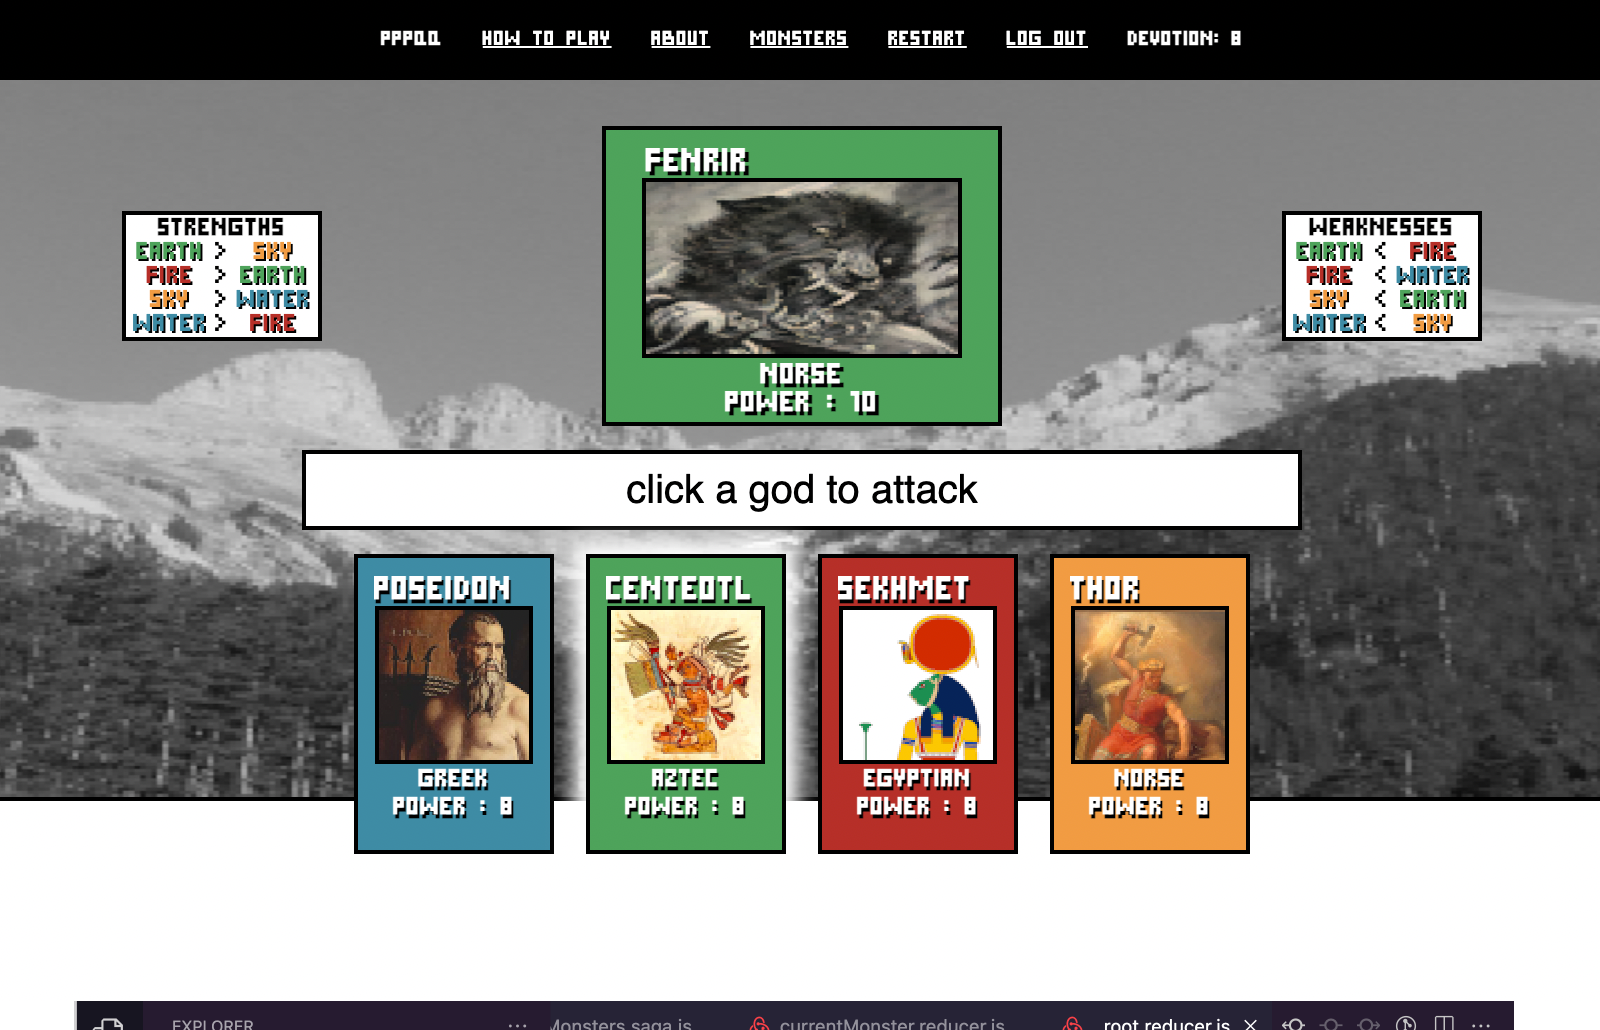 PPPQQ HOW TO PLAY ABOUT MONSTERS RESTART LOG OUT DEVOTION: 8
FENRIR
NORSE
POWER : 10
STRENGTHS
EARTH > SKY
FIRE > EARTH
SKY > WATER
WATER > FIRE
WEAKNESSES
EARTH < FIRE
FIRE < WATER
SKY < EARTH
WATER < SKY
click a god to attack
POSEIDON
GREEK
POWER : 8
CENTEOTL
AZTEC
POWER : 8
SEKHMET
EGYPTIAN
POWER : 8
THOR
NORSE
POWER : 8
EXPLORER ··· Monsters.saga.js currentMonster.reducer.js root.reducer.js